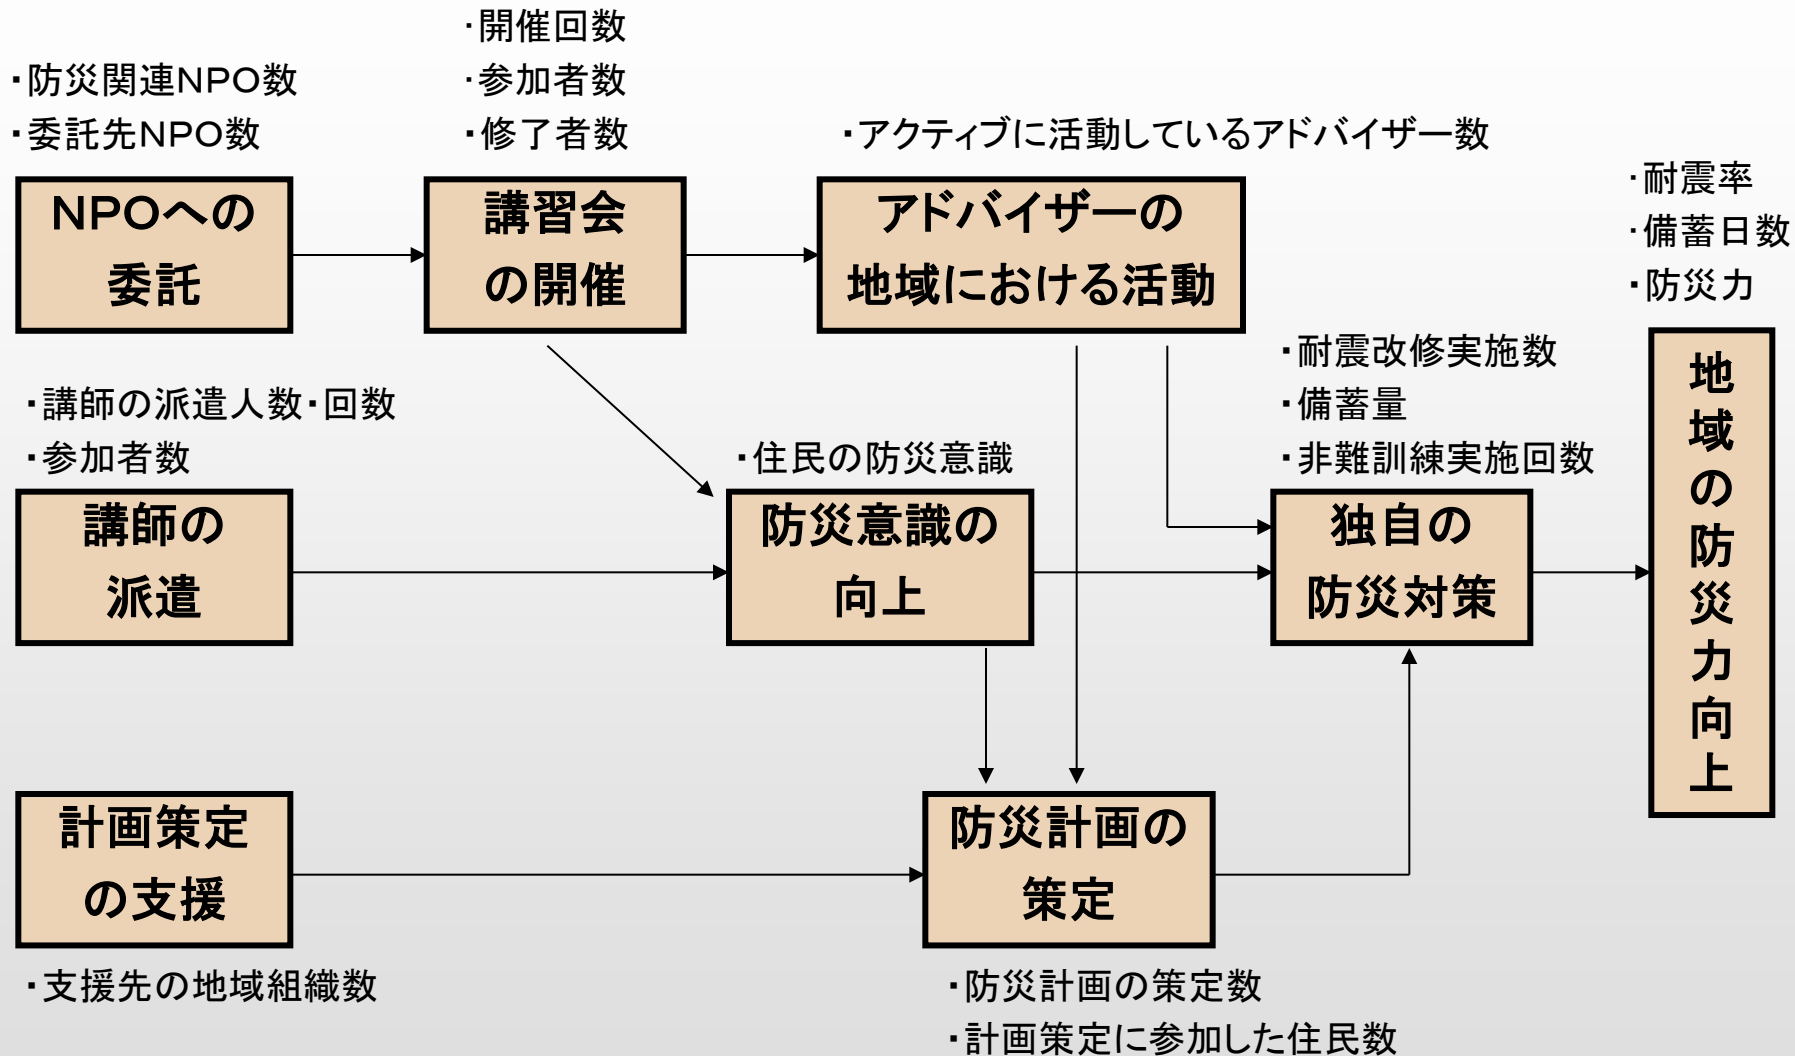 ・防災関連NPO数
・委託先NPO数
NPOへの
委託
・開催回数
・参加者数
・修了者数
講習会
の開催
・アクティブに活動しているアドバイザー数
アドバイザーの
地域における活動
・耐震率
・備蓄日数
・防災力
地域の防災力向上
・講師の派遣人数・回数
・参加者数
講師の
派遣
・住民の防災意識
防災意識の
向上
・耐震改修実施数
・備蓄量
・非難訓練実施回数
独自の
防災対策
計画策定
の支援
・支援先の地域組織数
防災計画の
策定
・防災計画の策定数
・計画策定に参加した住民数